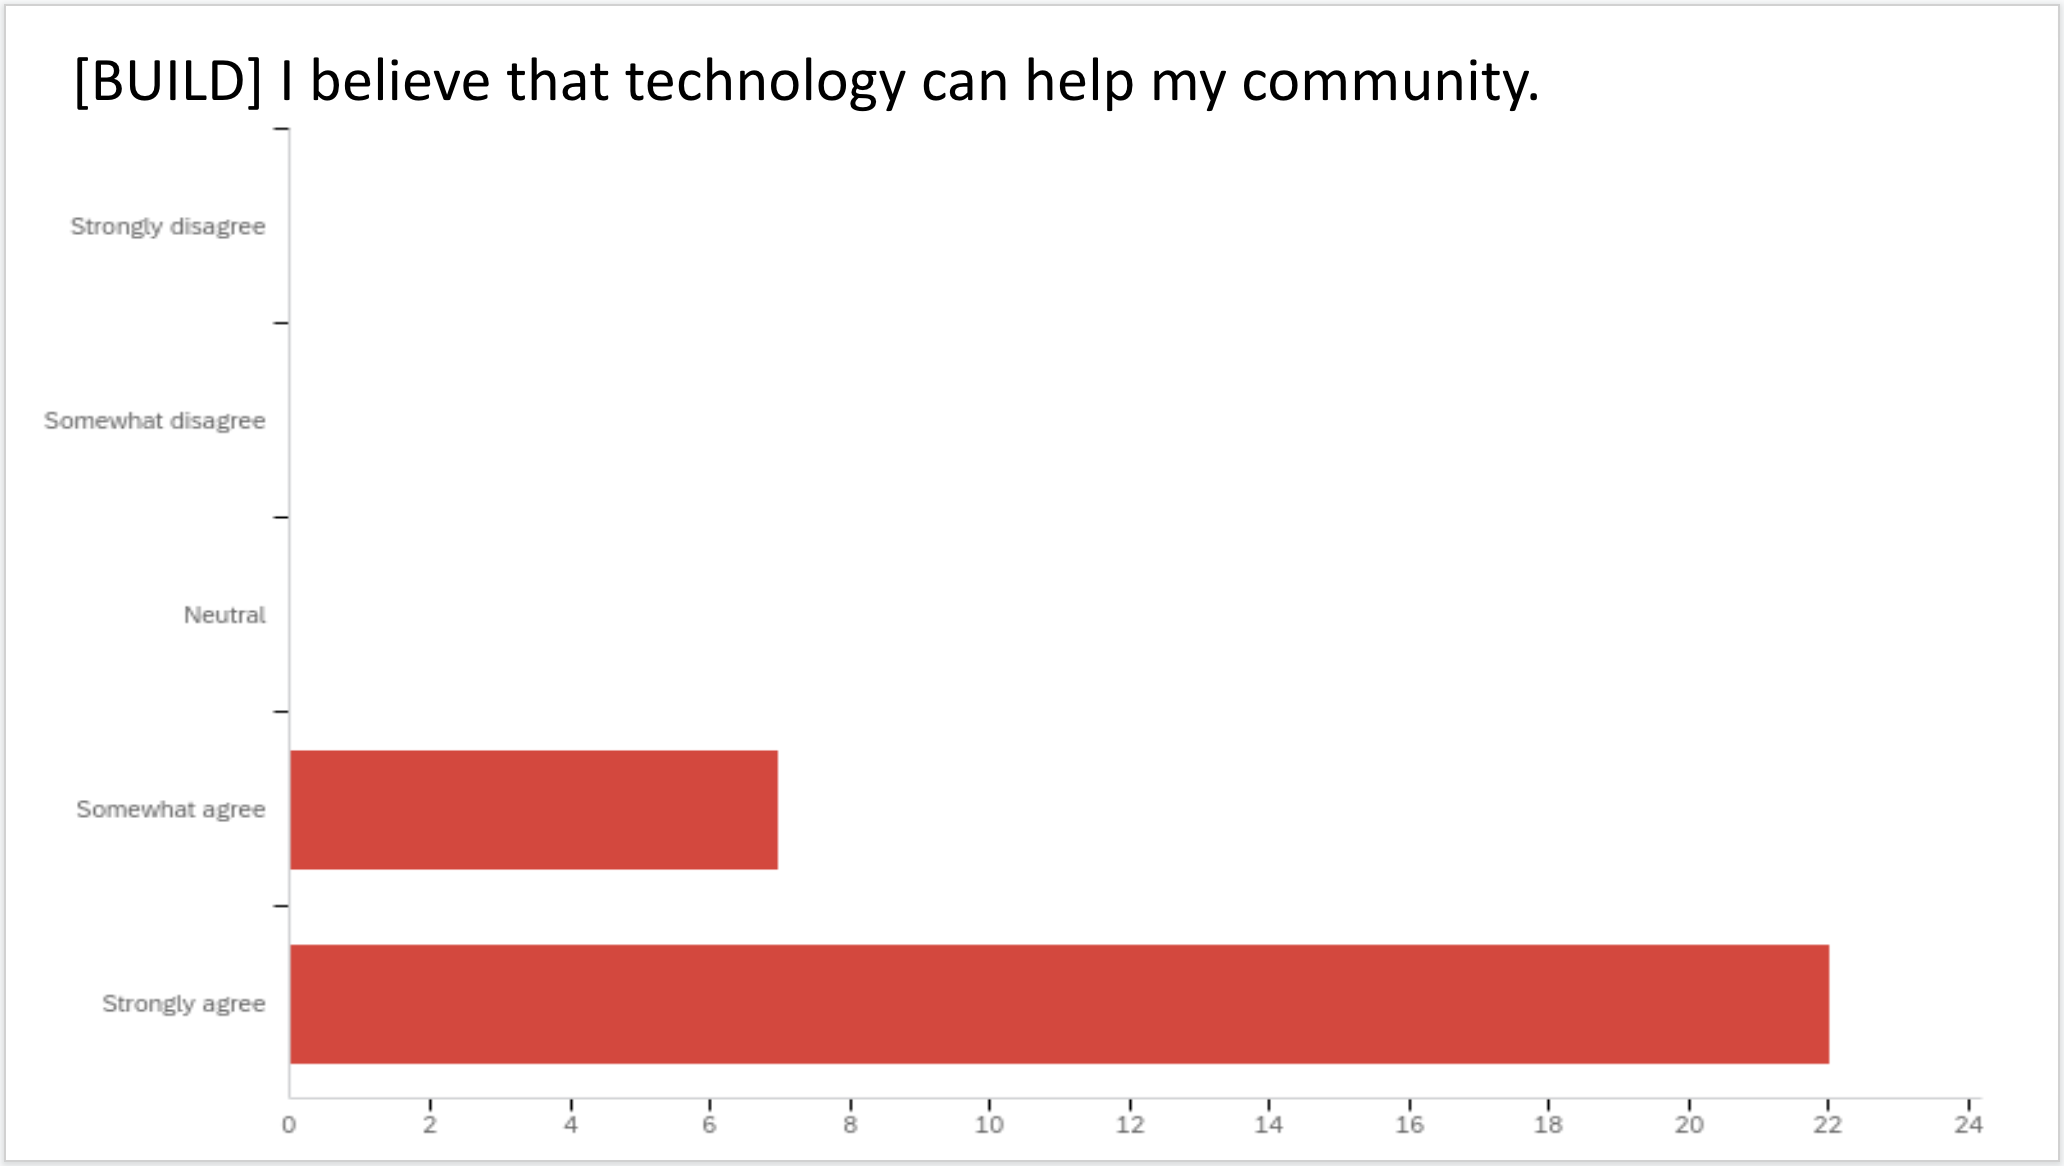 [BUILD] I believe that technology can help my community.
Strongly disagree
Somewhat disagree
Neutral
Somewhat agree
Strongly agree
0 2 4 6 8 10 12 14 16 18 20 22 24